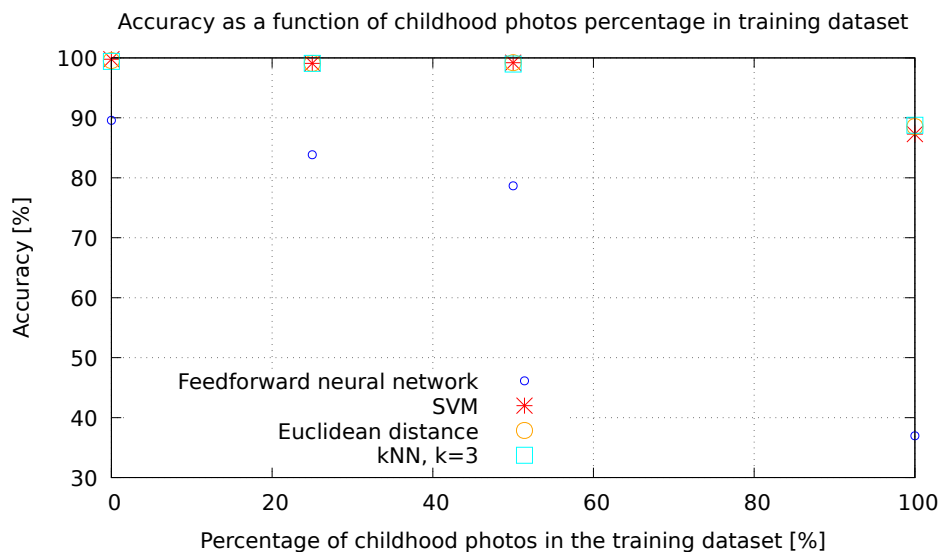 Accuracy as a function of childhood photos percentage in training dataset
100
90
80
70
60
50
40
30
Accuracy [%]
Feedforward neural network
SVM
Euclidean distance
kNN, k=3
0 20 40 60 80 100
Percentage of childhood photos in the training dataset [%]